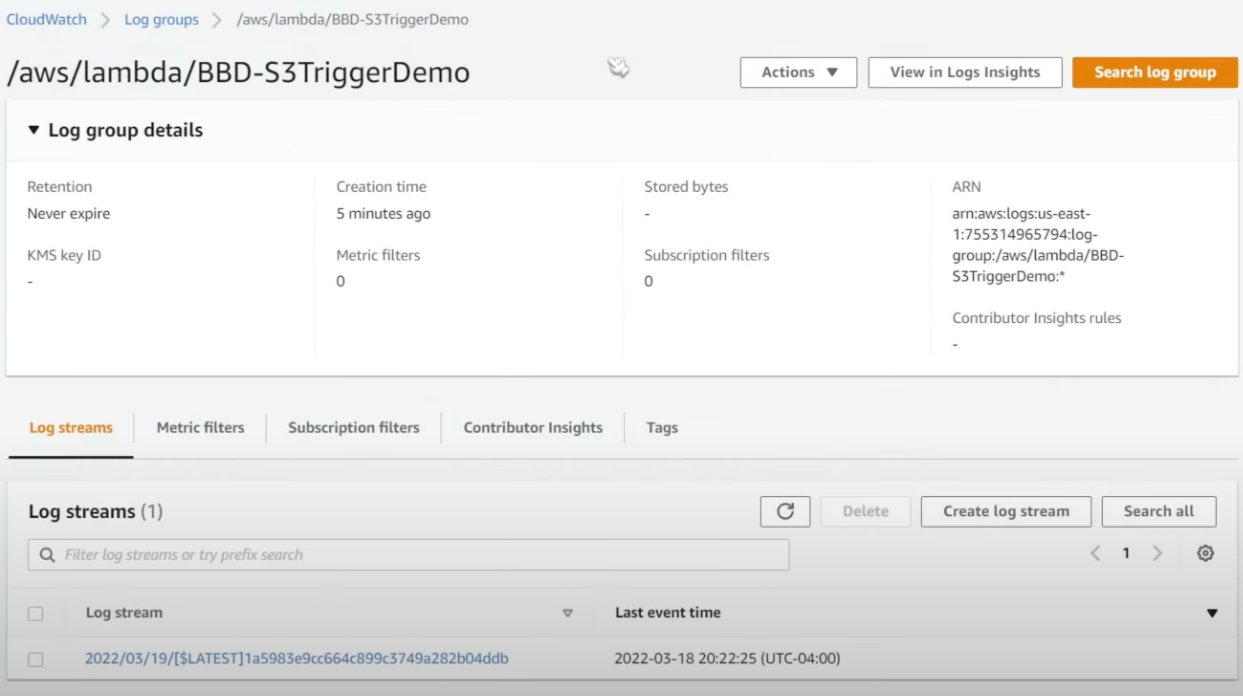 CloudWatch > Log groups > /aws/lambda/BBD-S3TriggerDemo
/aws/lambda/BBD-S3TriggerDemo
Actions ▼ View in Logs Insights Search log group
▼ Log group details
Retention Creation time Stored bytes ARN
Never expire 5 minutes ago - arn:aws:logs:us-east-
1:755314965794:log-
KMS key ID Metric filters Subscription filters group:/aws/lambda/BBD-
- 0 0 S3TriggerDemo:*
Contributor Insights rules
-
Log streams Metric filters Subscription filters Contributor Insights Tags
Log streams (1) Delete Create log stream Search all
Filter log streams or try prefix search < 1 >
Log stream Last event time
2022/03/19/[$LATEST]1a5983e9cc664c899c3749a282b04ddb 2022-03-18 20:22:25 (UTC-04:00)